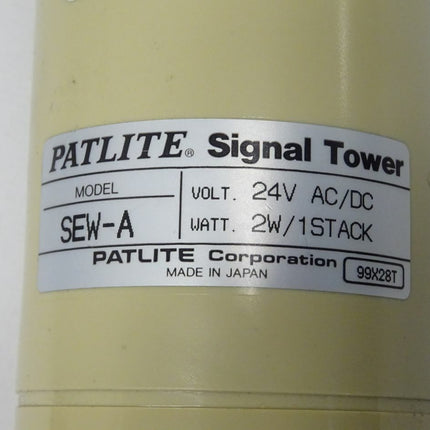 PATLITE® Signal Tower
MODEL
SEW-A
VOLT. 24V AC/DC
WATT. 2W/1STACK
PATLITE Corporation
MADE IN JAPAN
99X28T